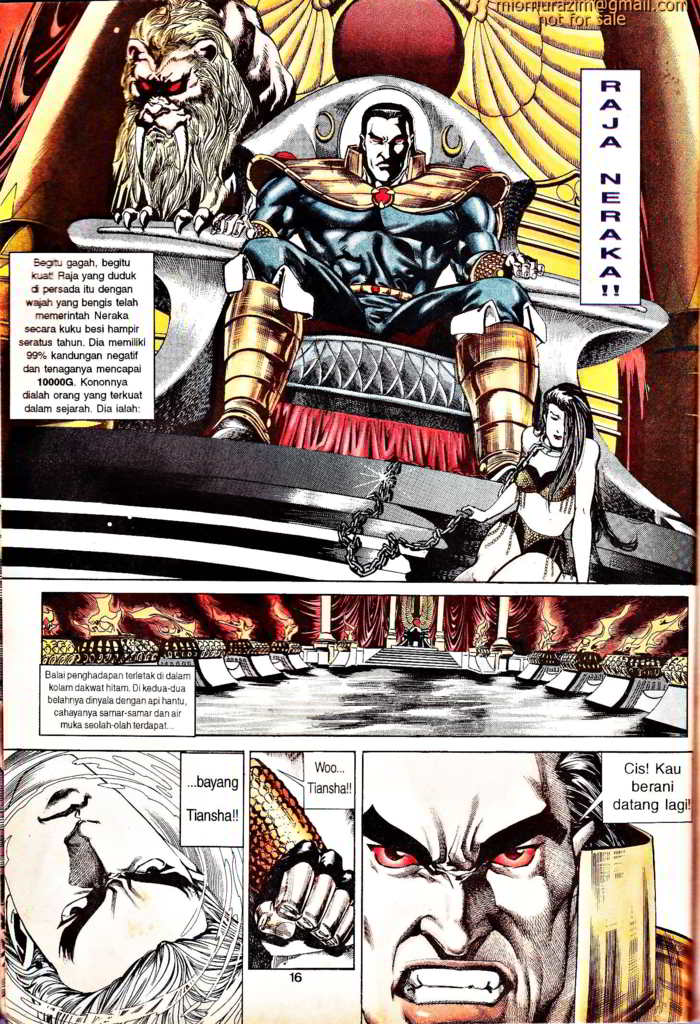 miomurazim@gmail.com
not for sale
RAJA NERAKA!!
Begitu gagah, begitu
kuat! Raja yang duduk
di persada itu dengan
wajah yang bengis telah
memerintah Neraka
secara kuku besi hampir
seratus tahun. Dia memiliki
99% kandungan negatif
dan tenaganya mencapai
10000G. Kononnya
dialah orang yang terkuat
dalam sejarah. Dia ialah:
Balai penghadapan terletak di dalam
kolam dakwat hitam. Di kedua-dua
belahnya dinyala dengan api hantu,
cahayanya samar-samar dan air
muka seolah-olah terdapat...
...bayang
Tiansha!!
Woo...
Tiansha!!
Cis! Kau
berani
datang lagi!
16